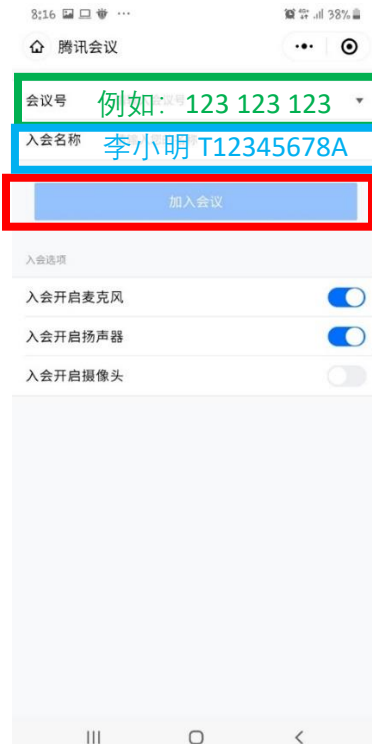 8:16 38%
腾讯会议
会议号 例如：123 123 123
入会名称 李小明 T12345678A
加入会议
入会选项
入会开启麦克风
入会开启扬声器
入会开启摄像头